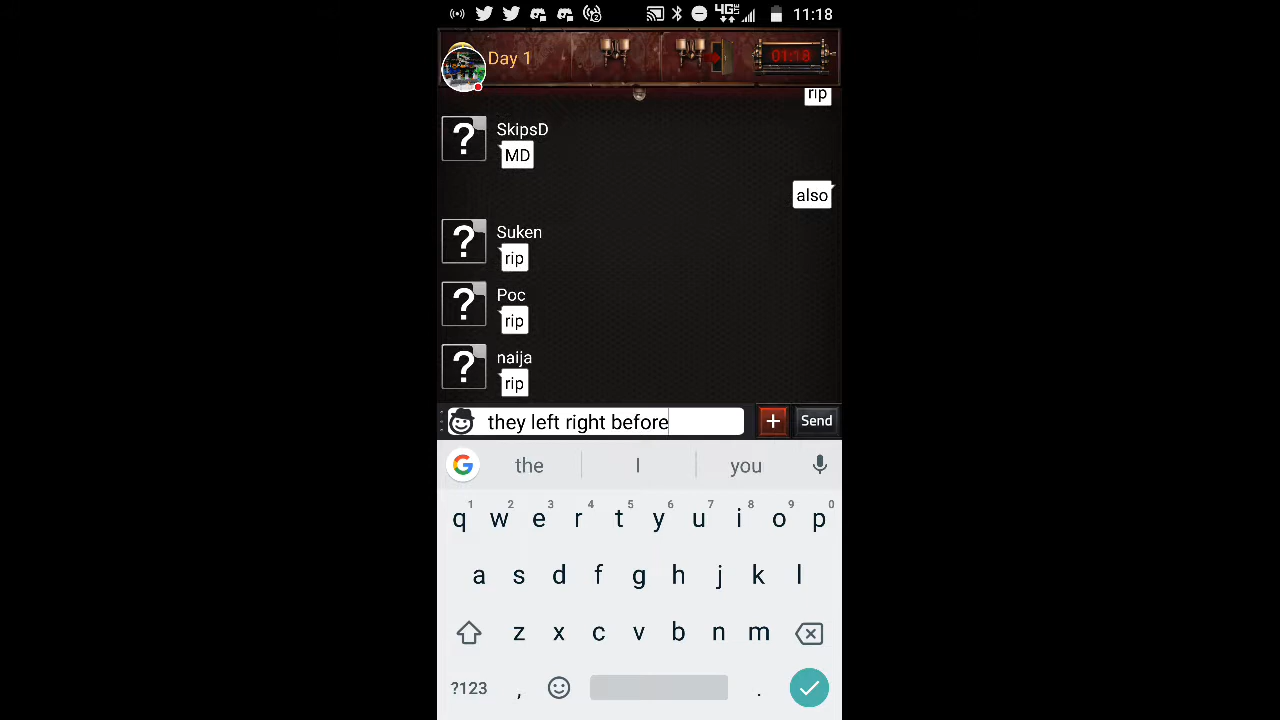 4G 11:18
Day 1
01:18
rip
SkipsD
? MD
also
Suken
? rip
Poc
? rip
naija
? rip
they left right before + Send
G the I you
1 2 3 4 5 6 7 8 9 0
q w e r t y u i o p
a s d f g h j k l
z x c v b n m
?123 , .